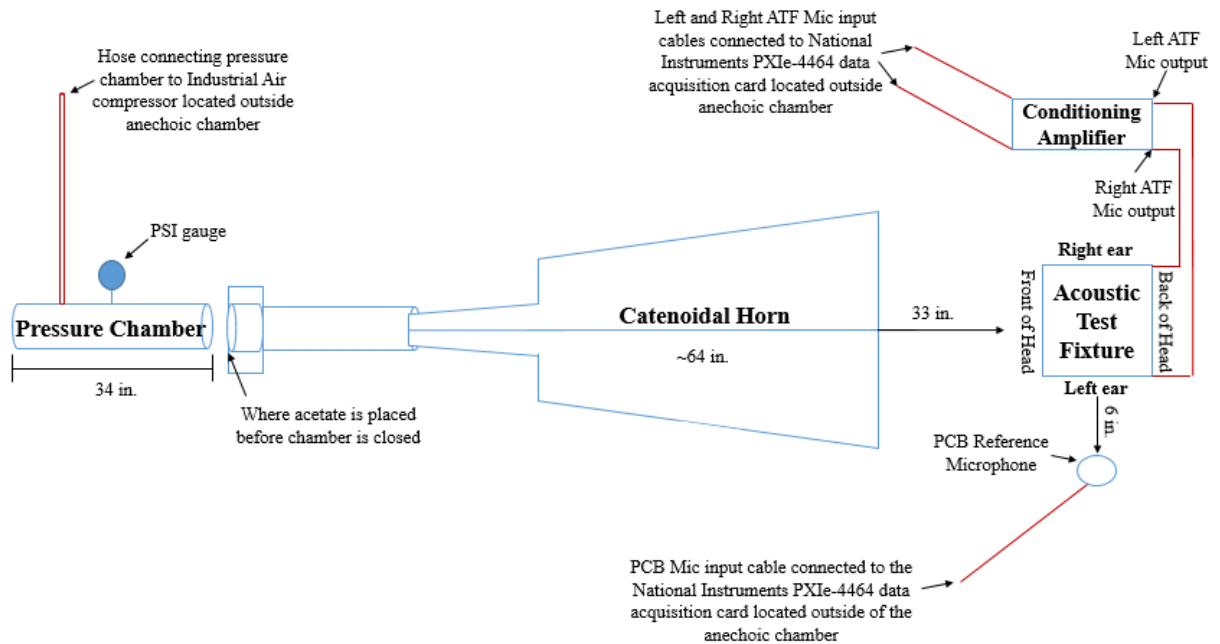 Hose connecting pressure
chamber to Industrial Air
compressor located outside
anechoic chamber
PSI gauge
Pressure Chamber
34 in.
Where acetate is placed
before chamber is closed
Catenoidal Horn
~64 in.
33 in.
Left and Right ATF Mic input
cables connected to National
Instruments PXIe-4464 data
acquisition card located outside
anechoic chamber
Left ATF
Mic output
Conditioning
Amplifier
Right ATF
Mic output
Right ear
Front of Head
Acoustic
Test
Fixture
Back of Head
Left ear
6 in.
PCB Reference
Microphone
PCB Mic input cable connected to the
National Instruments PXIe-4464 data
acquisition card located outside of the
anechoic chamber